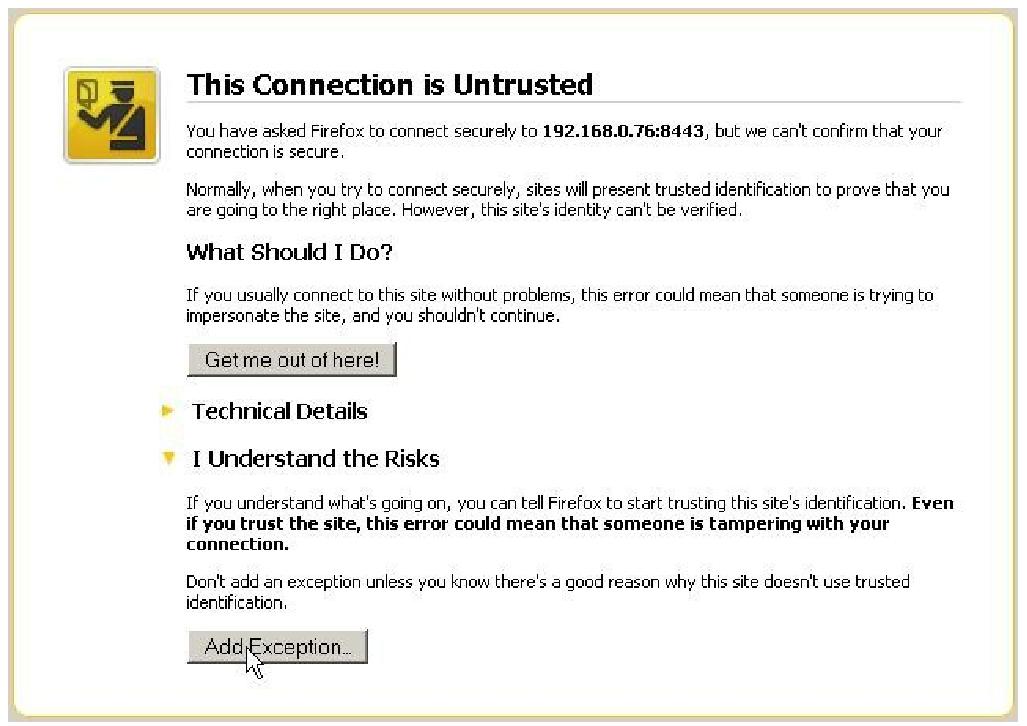 This Connection is Untrusted
You have asked Firefox to connect securely to 192.168.0.76:8443, but we can't confirm that your
connection is secure.
Normally, when you try to connect securely, sites will present trusted identification to prove that you
are going to the right place. However, this site's identity can't be verified.
What Should I Do?
If you usually connect to this site without problems, this error could mean that someone is trying to
impersonate the site, and you shouldn't continue.
Get me out of here!
Technical Details
I Understand the Risks
If you understand what's going on, you can tell Firefox to start trusting this site's identification. Even
if you trust the site, this error could mean that someone is tampering with your
connection.
Don't add an exception unless you know there's a good reason why this site doesn't use trusted
identification.
Add Exception...